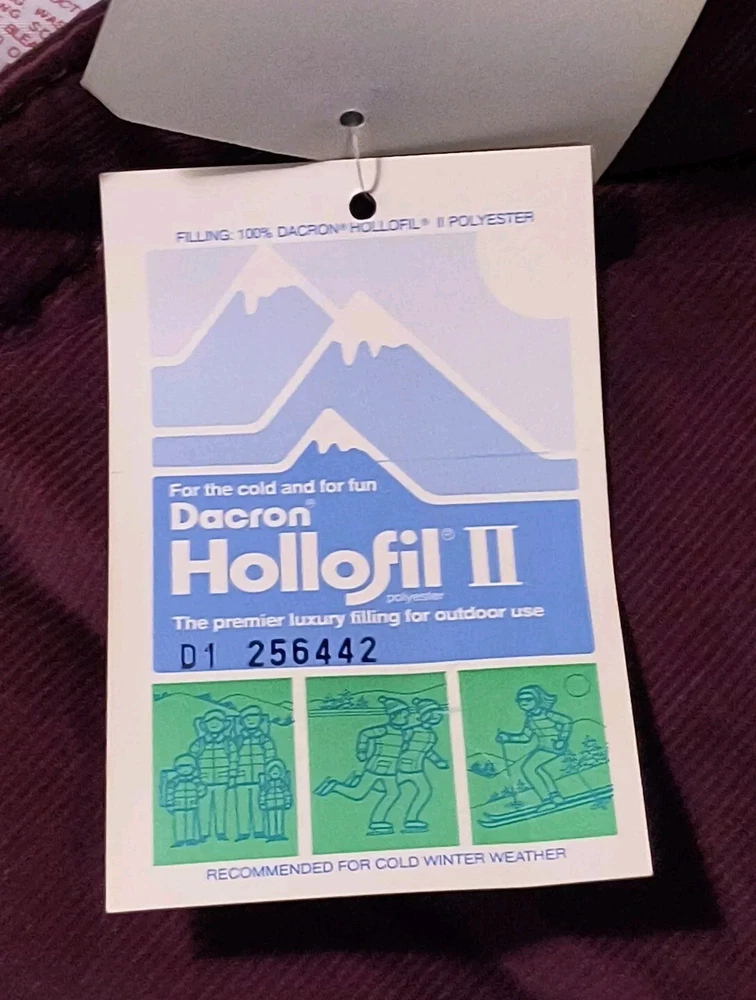 FILLING: 100% DACRON® HOLLOFIL® II POLYESTER
For the cold and for fun
Dacron®
Hollofil® II
polyester
The premier luxury filling for outdoor use
D1 256442
RECOMMENDED FOR COLD WINTER WEATHER